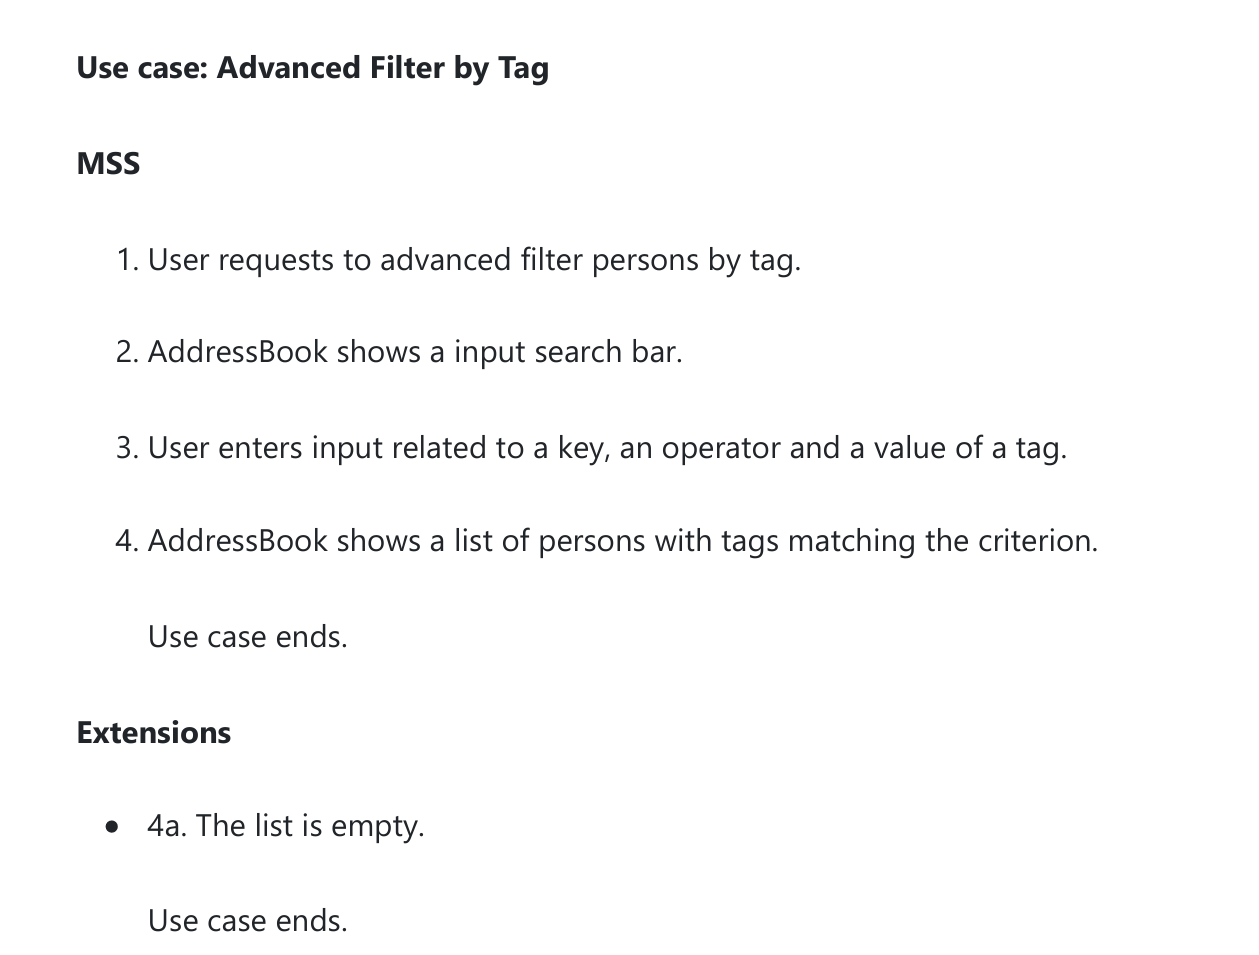 Use case: Advanced Filter by Tag
MSS
1. User requests to advanced filter persons by tag.
2. AddressBook shows a input search bar.
3. User enters input related to a key, an operator and a value of a tag.
4. AddressBook shows a list of persons with tags matching the criterion.
Use case ends.
Extensions
● 4a. The list is empty.
Use case ends.